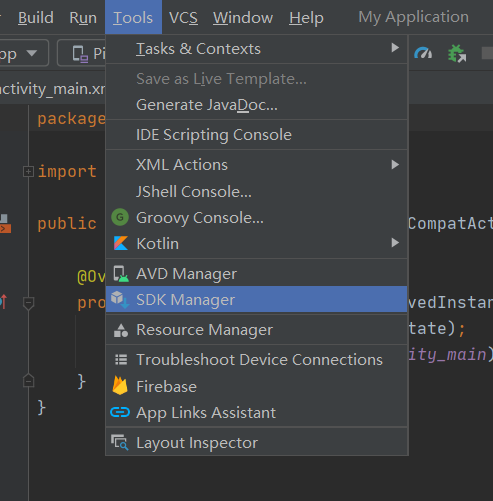 Build Run Tools VCS Window Help My Application
pp Pi
activity_main.xm
Tasks & Contexts
Save as Live Template...
Generate JavaDoc...
IDE Scripting Console
XML Actions
JShell Console...
G Groovy Console...
Kotlin
AVD Manager
SDK Manager
Resource Manager
Troubleshoot Device Connections
Firebase
App Links Assistant
Layout Inspector
package
import
public CompatAct
@Ov
pro vedInstan
tate);
ity_main)
}
}